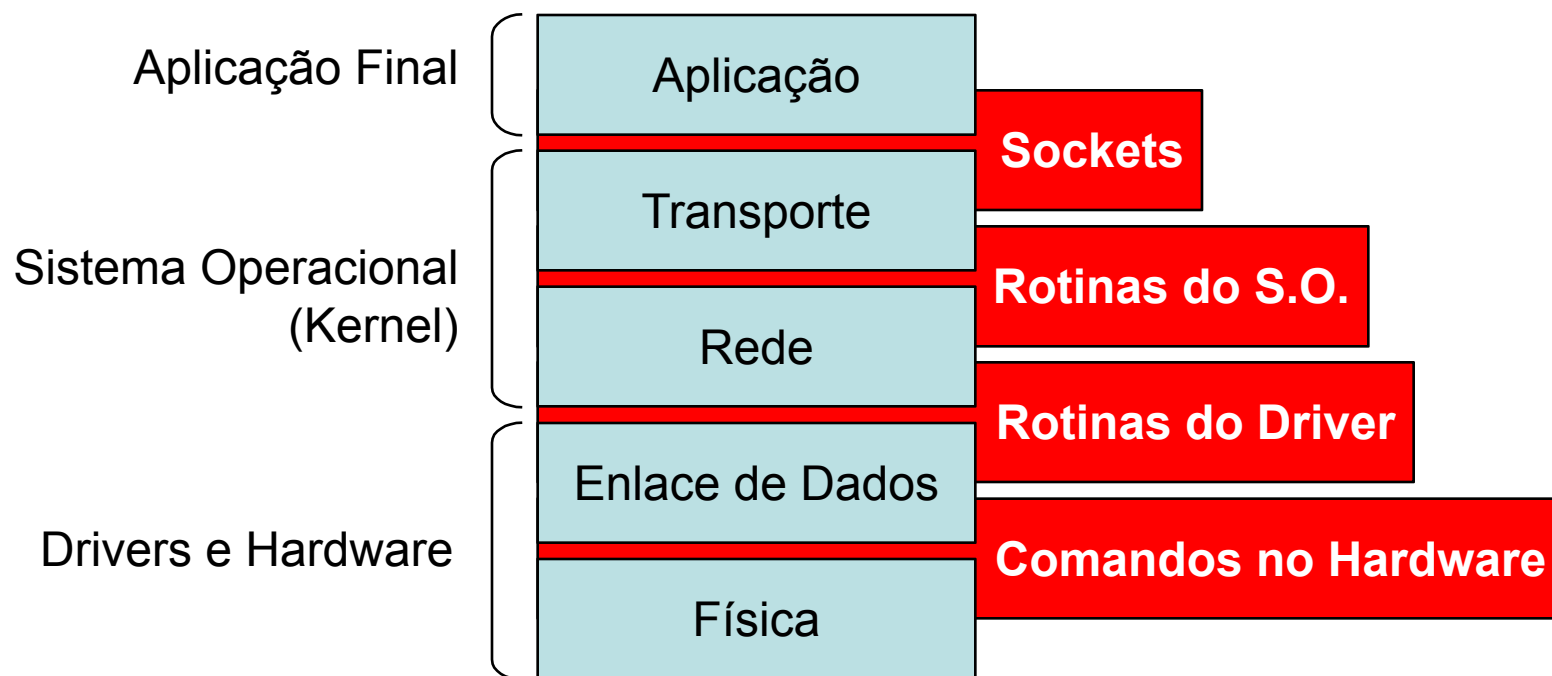 Aplicação Final
Aplicação
Sockets
Transporte
Sistema Operacional
(Kernel)
Rotinas do S.O.
Rede
Rotinas do Driver
Enlace de Dados
Drivers e Hardware
Comandos no Hardware
Física